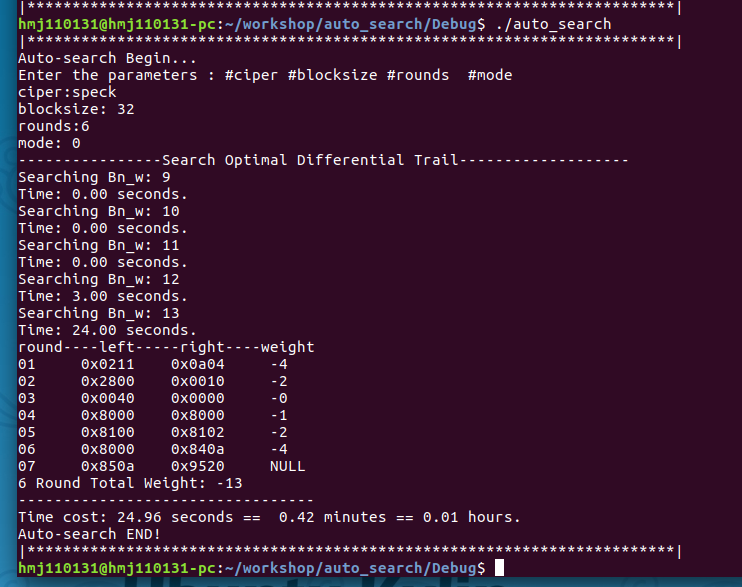 |*************************************************************************|
hmj110131@hmj110131-pc:~/workshop/auto_search/Debug$ ./auto_search
|*************************************************************************|
Auto-search Begin...
Enter the parameters : #ciper #blocksize #rounds  #mode
ciper:speck
blocksize: 32
rounds:6
mode: 0
----------------Search Optimal Differential Trail-------------------
Searching Bn_w: 9
Time: 0.00 seconds.
Searching Bn_w: 10
Time: 0.00 seconds.
Searching Bn_w: 11
Time: 0.00 seconds.
Searching Bn_w: 12
Time: 3.00 seconds.
Searching Bn_w: 13
Time: 24.00 seconds.
round----left-----right----weight
01     0x0211     0x0a04     -4
02     0x2800     0x0010     -2
03     0x0040     0x0000     -0
04     0x8000     0x8000     -1
05     0x8100     0x8102     -2
06     0x8000     0x840a     -4
07     0x850a     0x9520     NULL
6 Round Total Weight: -13
---------------------------------
Time cost: 24.96 seconds ==  0.42 minutes == 0.01 hours.
Auto-search END!
|*************************************************************************|
hmj110131@hmj110131-pc:~/workshop/auto_search/Debug$